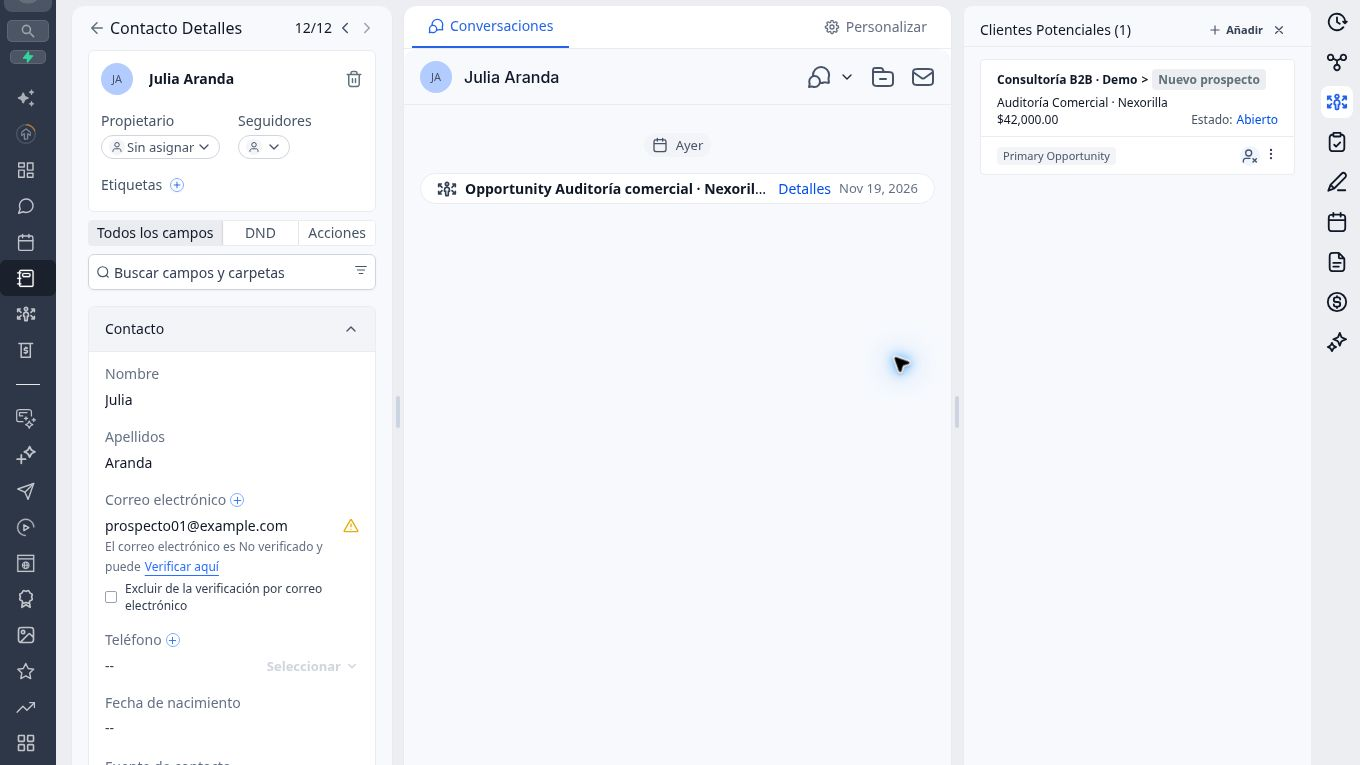 Contacto Detalles
12/12
JA
Julia Aranda
Propietario
Seguidores
Sin asignar
Etiquetas
Todos los campos
DND
Acciones
Buscar campos y carpetas
Contacto
Nombre
Julia
Apellidos
Aranda
Correo electrónico
prospecto01@example.com
El correo electrónico es No verificado y
puede Verificar aquí
Excluir de la verificación por correo
electrónico
Teléfono
--
Seleccionar
Fecha de nacimiento
--
Conversaciones
Personalizar
JA
Julia Aranda
Ayer
Opportunity Auditoría comercial · Nexoril... Detalles Nov 19, 2026
Clientes Potenciales (1)
Añadir
Consultoría B2B · Demo > Nuevo prospecto
Auditoría Comercial · Nexorilla
$42,000.00
Estado: Abierto
Primary Opportunity